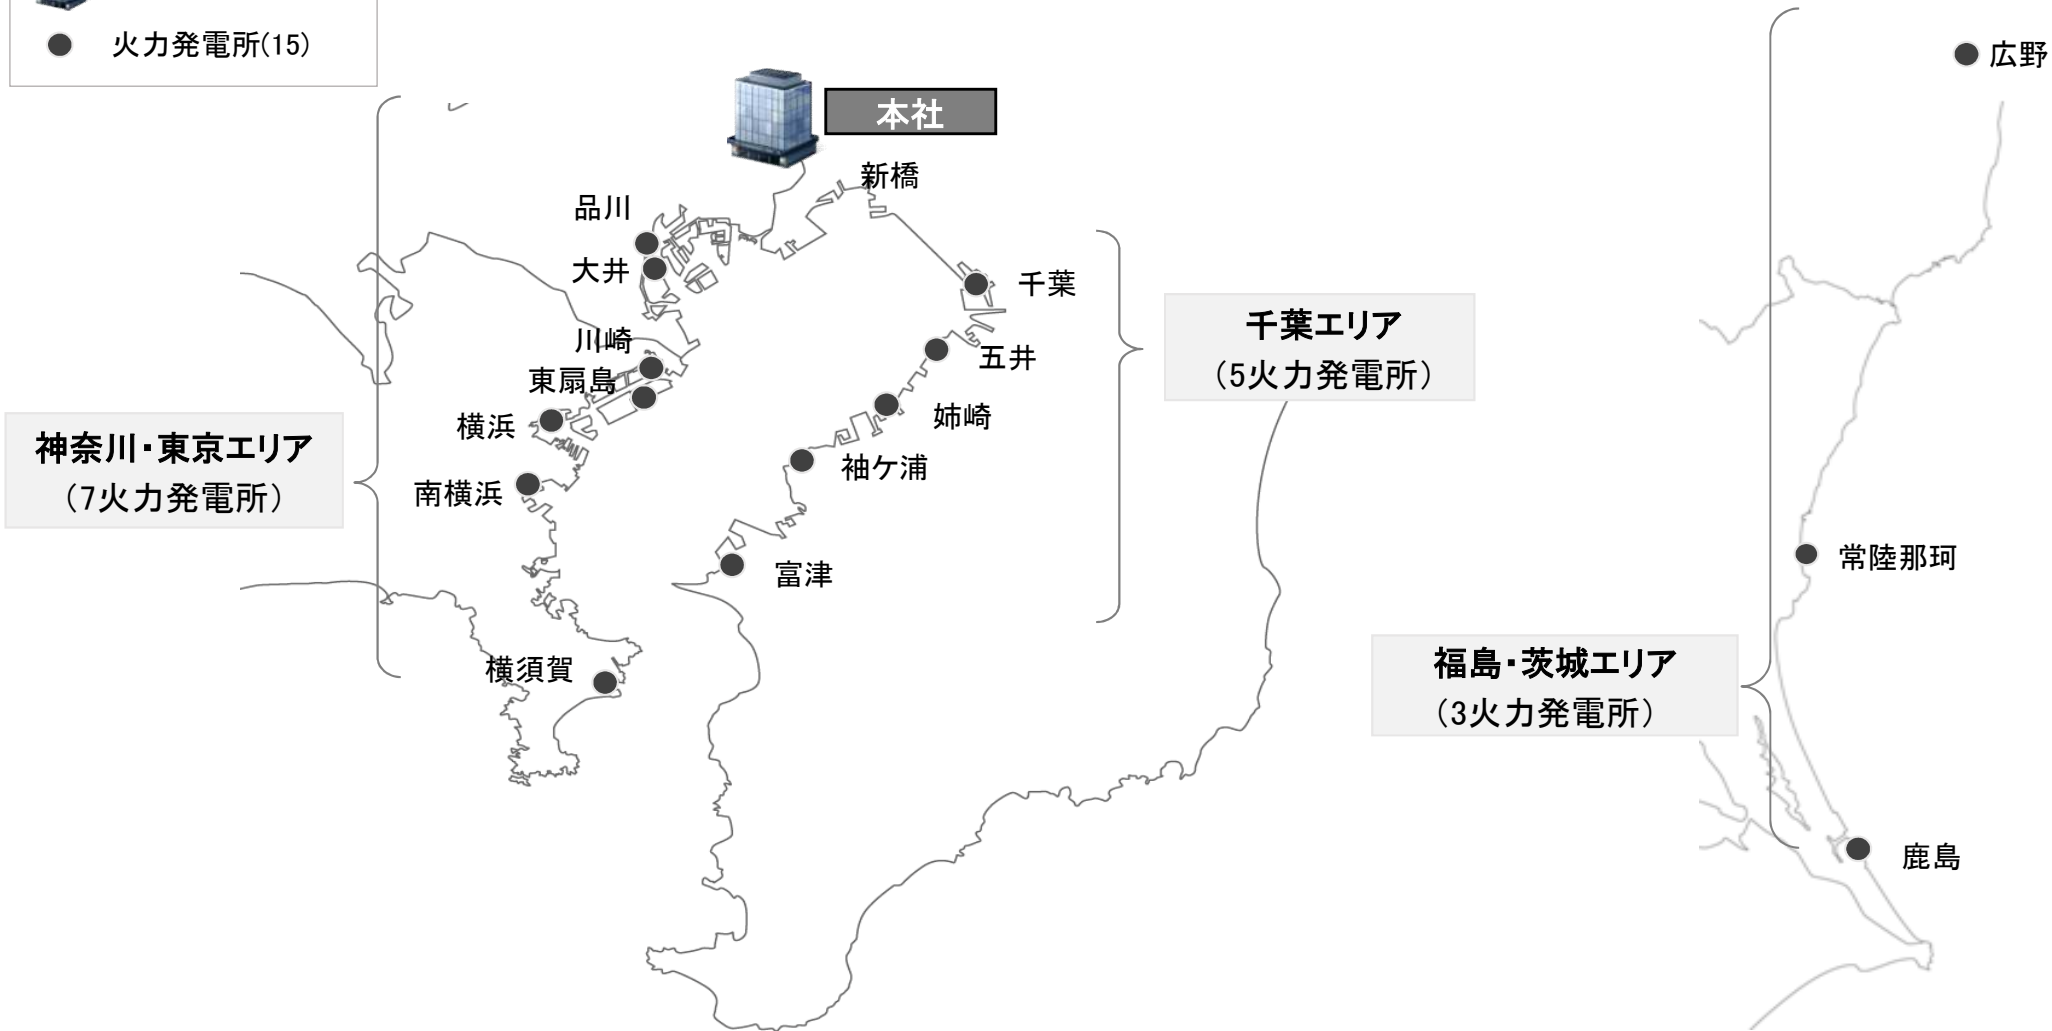 火力発電所(15)
本社
新橋
品川
大井
川崎
東扇島
横浜
南横浜
横須賀
神奈川・東京エリア
（7火力発電所）
千葉
五井
姉崎
袖ケ浦
富津
千葉エリア
（5火力発電所）
広野
常陸那珂
鹿島
福島・茨城エリア
（3火力発電所）